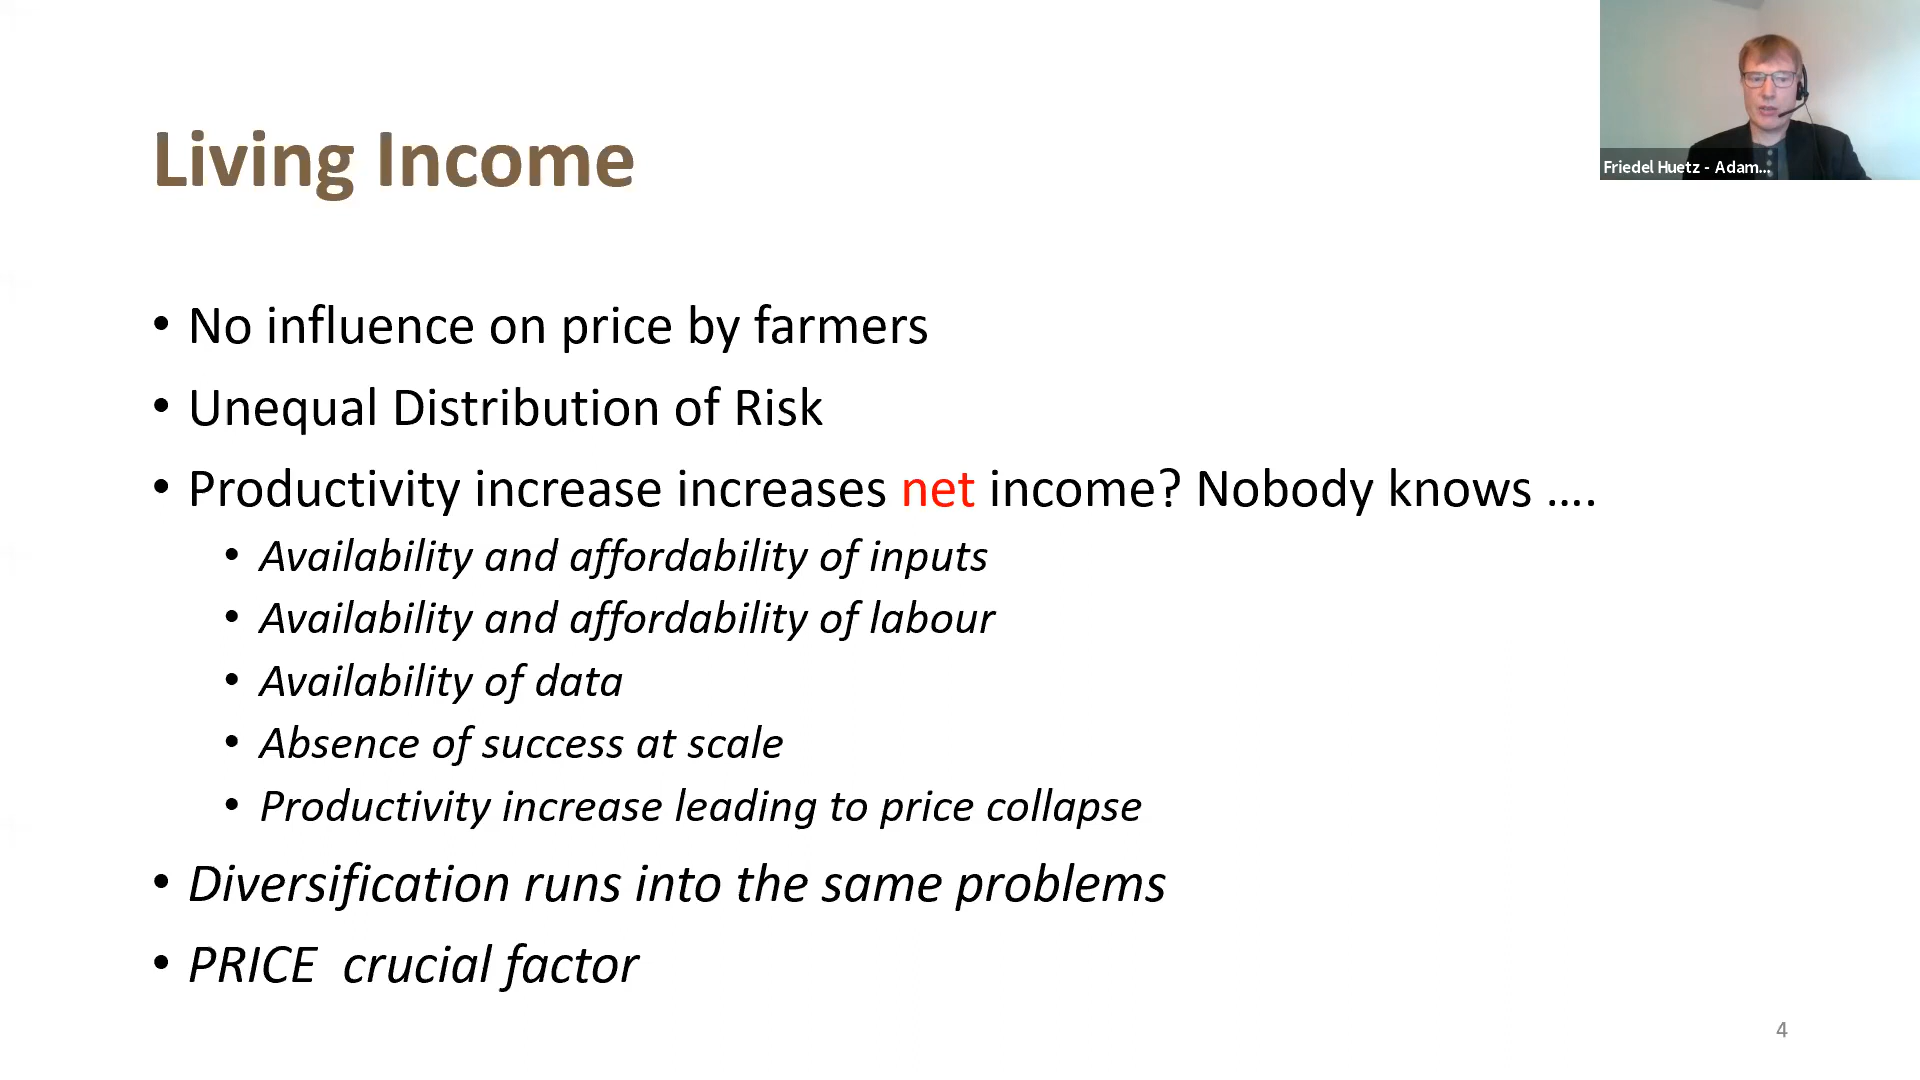 Friedel Huetz - Adam...
Living Income
• No influence on price by farmers
• Unequal Distribution of Risk
• Productivity increase increases net income? Nobody knows ....
• Availability and affordability of inputs
• Availability and affordability of labour
• Availability of data
• Absence of success at scale
• Productivity increase leading to price collapse
• Diversification runs into the same problems
• PRICE  crucial factor
4